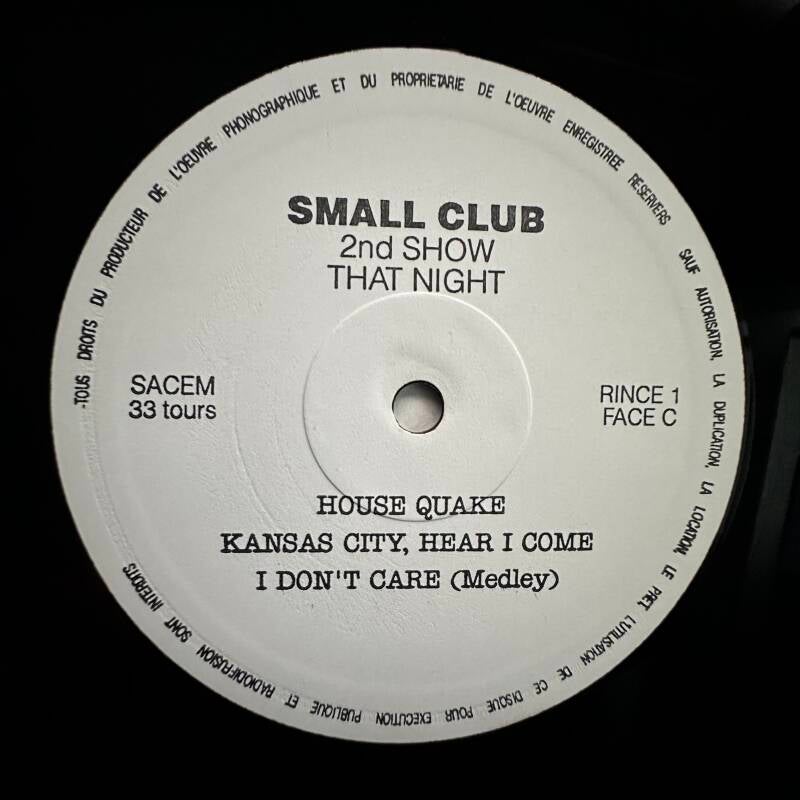 -TOUS DROITS DU PRODUCTEUR DE L'OEUVRE PHONOGRAPHIQUE ET DU PROPRIETARIE DE L'OEUVRE ENREGISTREE RESERVERS SAUF AUTORISATION, LA DUPLICATION, LA LOCATION, LE PRET, L'UTILISATION DE CE DISQUE POUR EXECUTION PUBLIQUE ET RADIODIFFUSION SONT INTERDITS
SMALL CLUB
2nd SHOW
THAT NIGHT
SACEM
33 tours
RINCE 1
FACE C
HOUSE QUAKE
KANSAS CITY, HEAR I COME
I DON'T CARE (Medley)